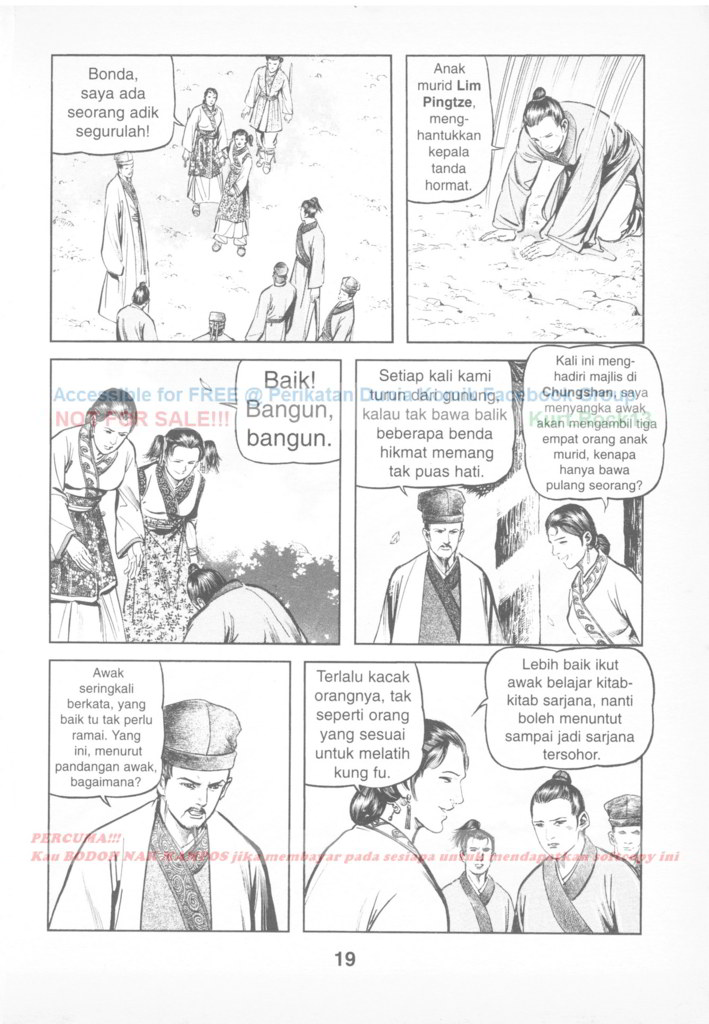 Bonda,
saya ada
seorang adik
segurulah!
Anak
murid Lim
Pingtze,
meng-
hantukkan
kepala
tanda
hormat.
Baik!
Bangun,
bangun.
Setiap kali kami
turun dari gunung,
kalau tak bawa balik
beberapa benda
hikmat memang
tak puas hati.
Kali ini meng-
hadiri majlis di
Chungshan, saya
menyangka awak
akan mengambil tiga
empat orang anak
murid, kenapa
hanya bawa
pulang seorang?
Accessible for FREE @ Perikatan Dunia Komik Facebook Group
NOT FOR SALE!!!
Awak
seringkali
berkata, yang
baik tu tak perlu
ramai. Yang
ini, menurut
pandangan awak,
bagaimana?
Terlalu kacak
orangnya, tak
seperti orang
yang sesuai
untuk melatih
kung fu.
Lebih baik ikut
awak belajar kitab-
kitab sarjana, nanti
boleh menuntut
sampai jadi sarjana
tersohor.
PERCUMA!!!
Kau BODOH NAK MAMPOS jika membayar pada sesiapa untuk mendapatkan softcopy ini
19